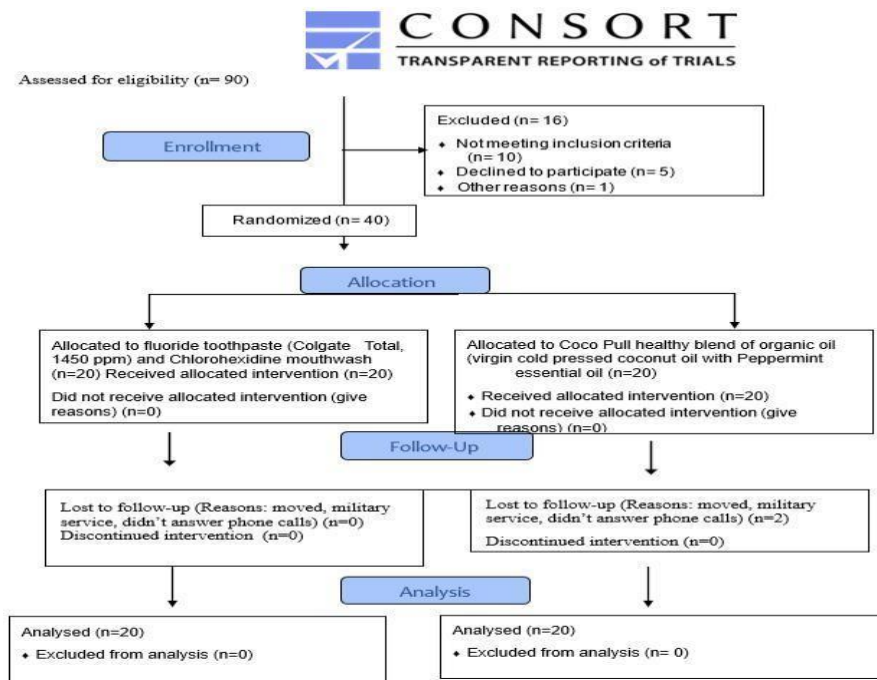 CONSORT
TRANSPARENT REPORTING of TRIALS
Assessed for eligibility (n= 90)
Enrollment
Excluded (n= 16)
♦ Not meeting inclusion criteria
(n= 10)
♦ Declined to participate (n= 5)
♦ Other reasons (n= 1)
Randomized (n= 40)
Allocation
Allocated to fluoride toothpaste (Colgate Total,
1450 ppm) and Chlorohexidine mouthwash
(n=20) Received allocated intervention (n=20)
Did not receive allocated intervention (give
reasons) (n=0)
Allocated to Coco Pull healthy blend of organic oil
(virgin cold pressed coconut oil with Peppermint
essential oil (n=20)
♦ Received allocated intervention (n=20)
♦ Did not receive allocated intervention (give
reasons) (n=0)
Follow-Up
Lost to follow-up (Reasons: moved, military
service, didn’t answer phone calls) (n=0)
Discontinued intervention (n=0)
Lost to follow-up (Reasons: moved, military
service, didn’t answer phone calls) (n=2)
Discontinued intervention (n=0)
Analysis
Analysed (n=20)
♦ Excluded from analysis (n=0)
Analysed (n=20)
♦ Excluded from analysis (n= 0)